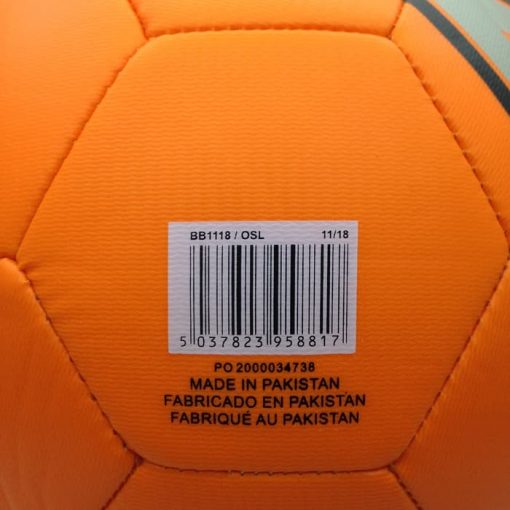 BB1118 / OSL 11/18
5 037823 958817
PO 2000034738
MADE IN PAKISTAN
FABRICADO EN PAKISTAN
FABRIQUÉ AU PAKISTAN